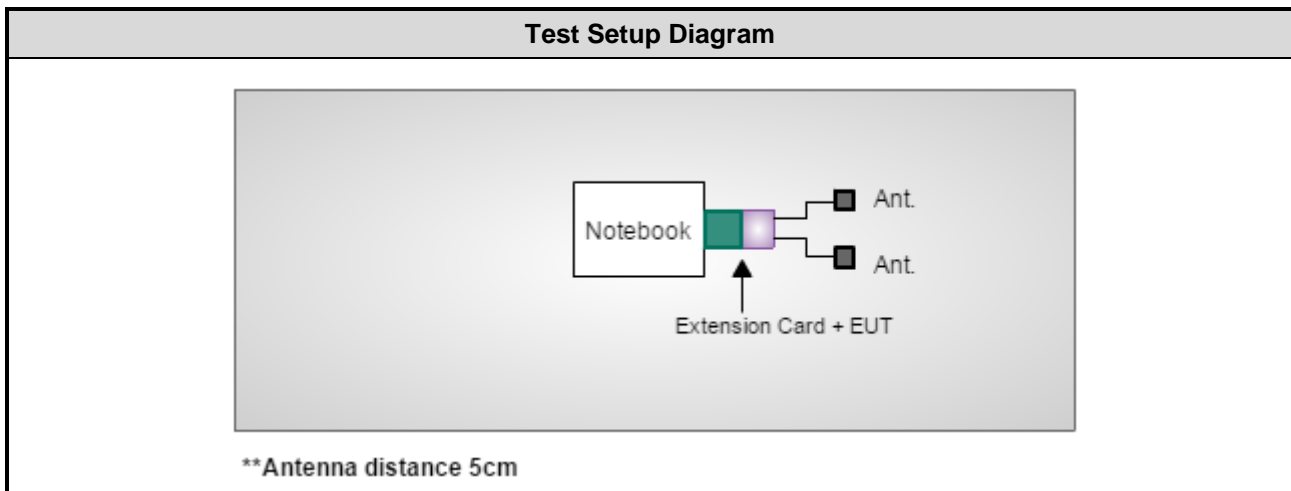 Test Setup Diagram
Ant.
Notebook
Ant.
Extension Card + EUT
**Antenna distance 5cm